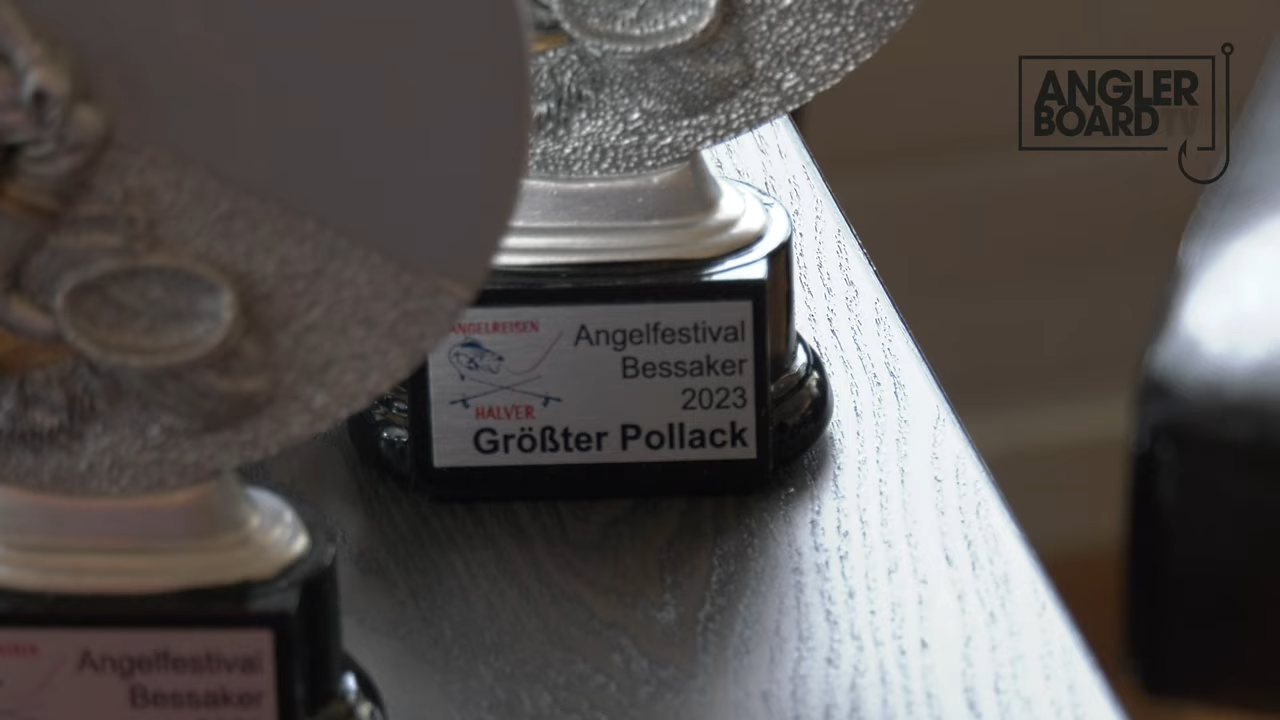 ANGLER
BOARD TV
ANGELREISEN
HALVER
Angelfestival
Bessaker
2023
Größter Pollack
Angelfestival
Bessaker